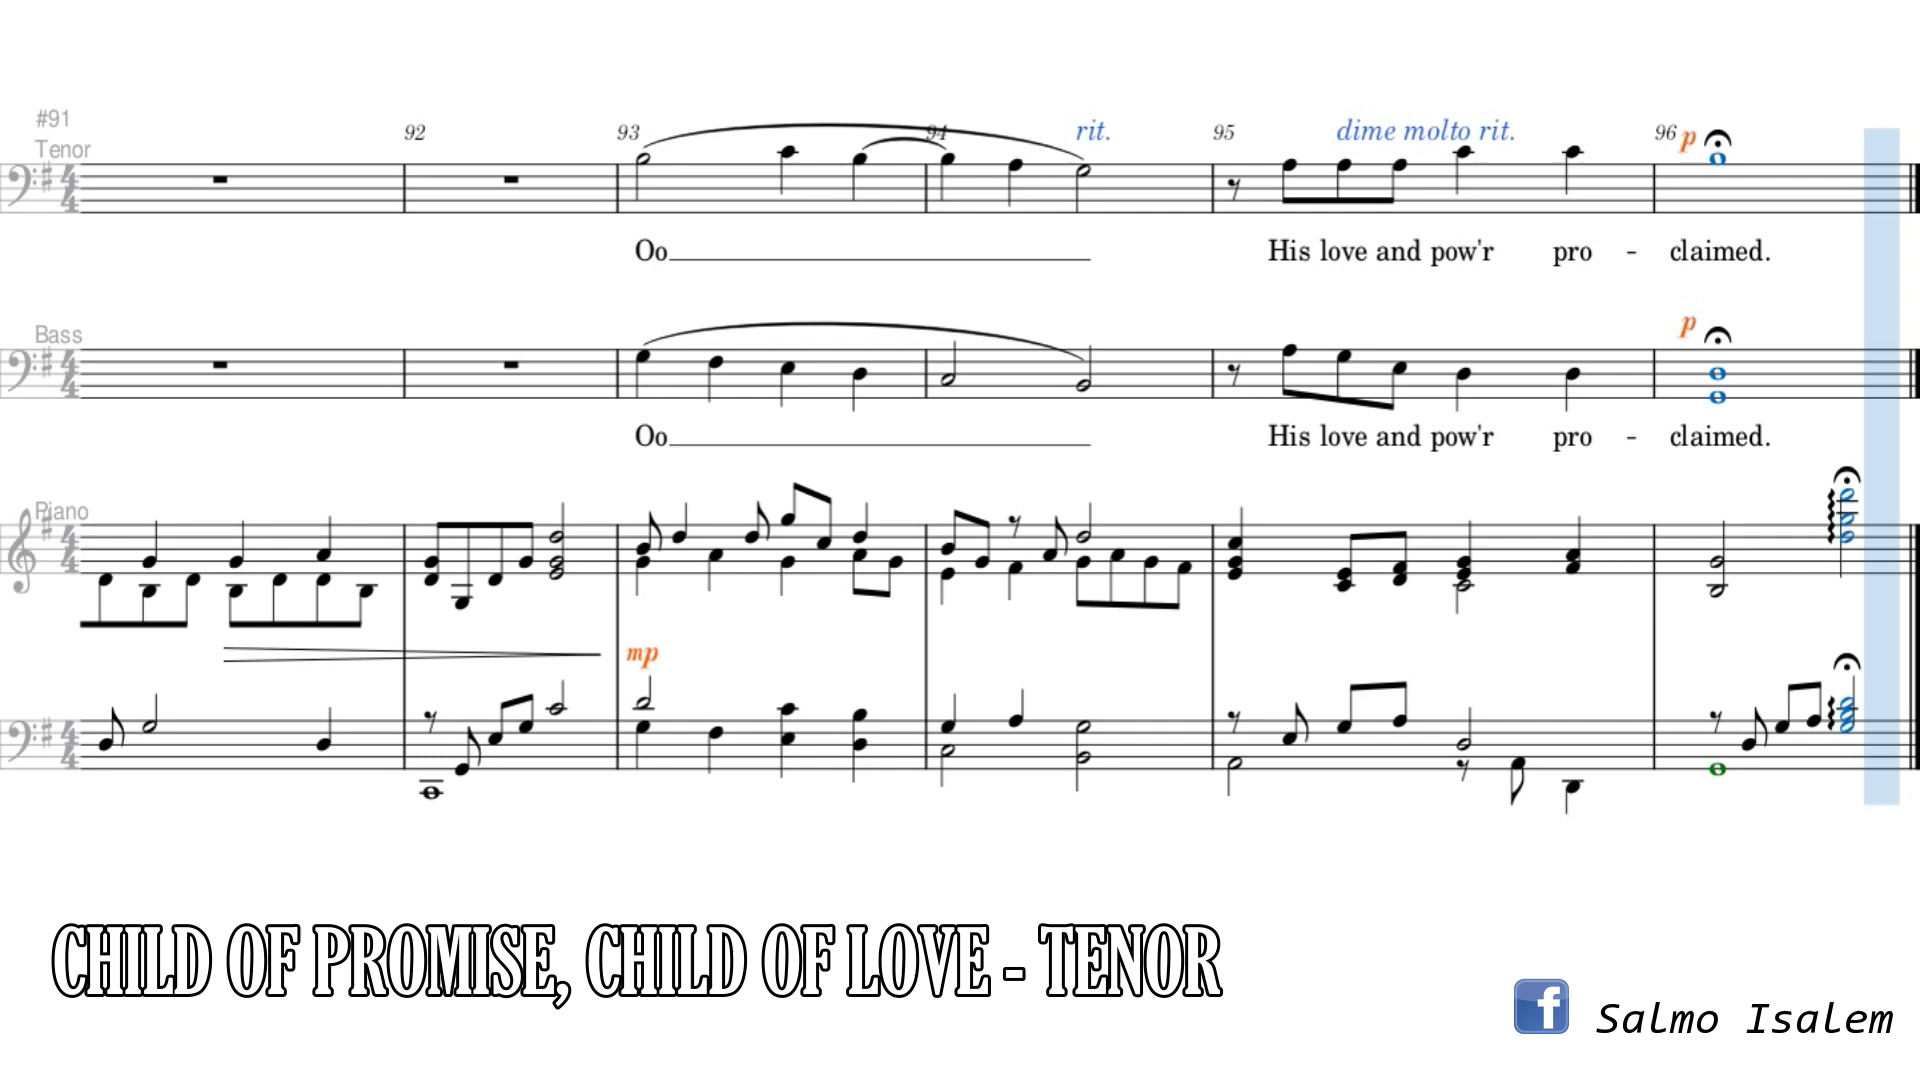 #91
Tenor
92
93
94
rit.
95
dime molto rit.
96
p
Oo
His love and pow'r pro - claimed.
Bass
p
Oo
His love and pow'r pro - claimed.
Piano
mp
CHILD OF PROMISE, CHILD OF LOVE - TENOR
f Salmo Isalem